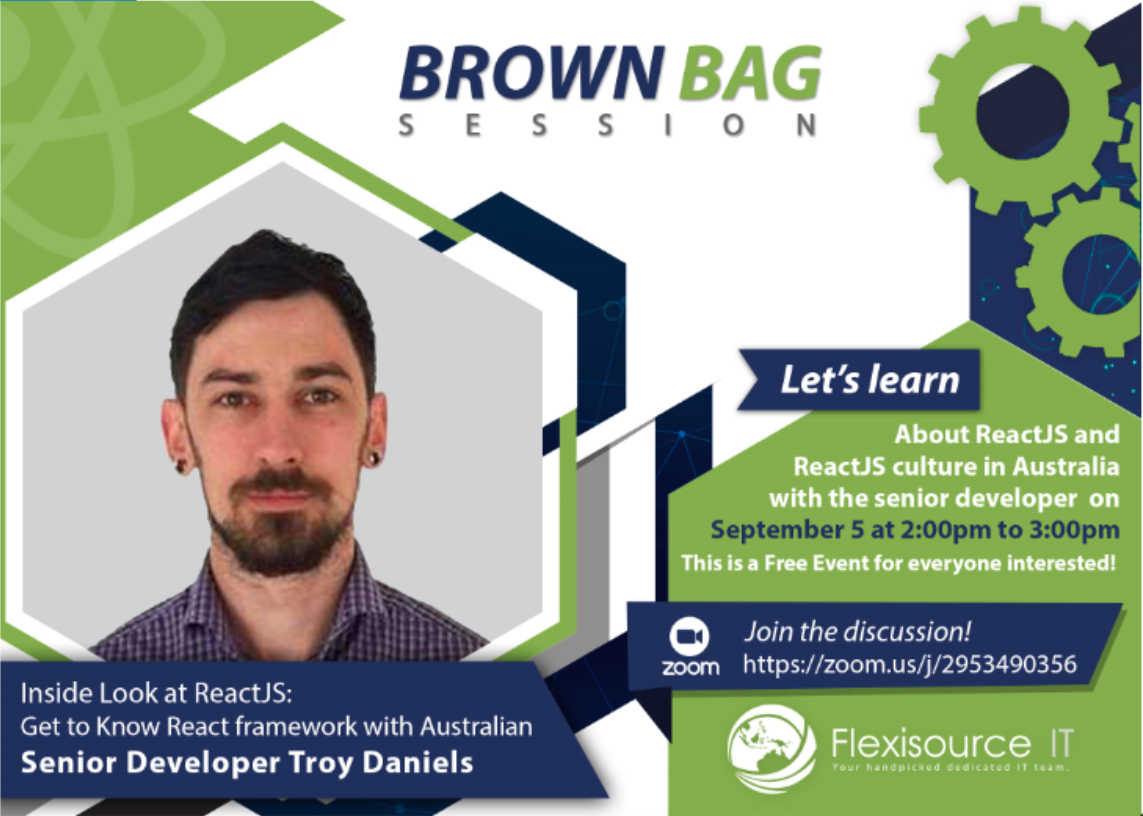 BROWN BAG
SESSION
Let's learn
About ReactJS and
ReactJS culture in Australia
with the senior developer on
September 5 at 2:00pm to 3:00pm
This is a Free Event for everyone interested!
Join the discussion!
zoom
https://zoom.us/j/2953490356
Inside Look at ReactJS:
Get to Know React framework with Australian
Senior Developer Troy Daniels
Flexisource IT
Your handpicked dedicated IT team.